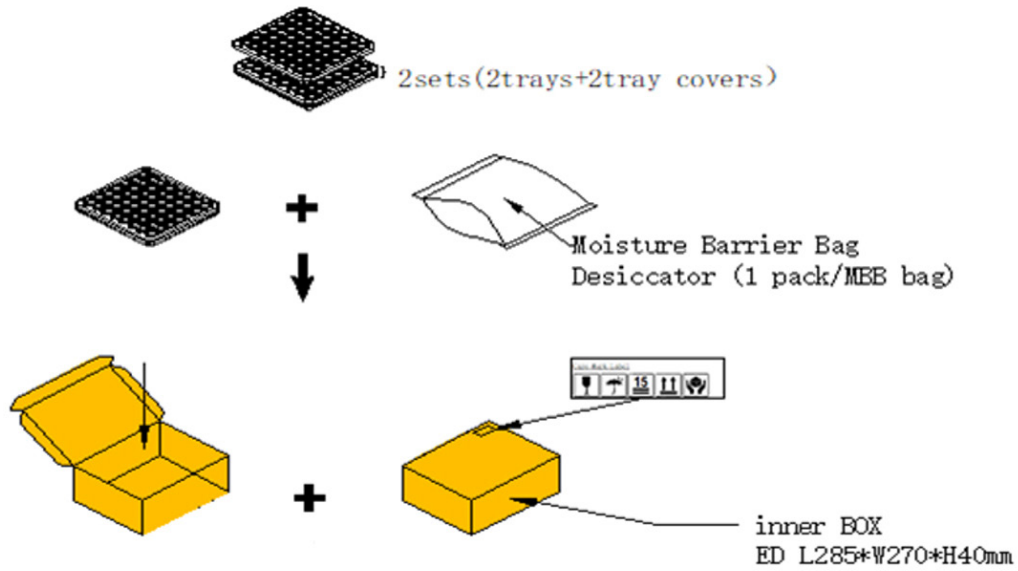 2sets(2trays+2tray covers)
Moisture Barrier Bag
Desiccator (1 pack/MBB bag)
15
inner BOX
ED L285*W270*H40mm